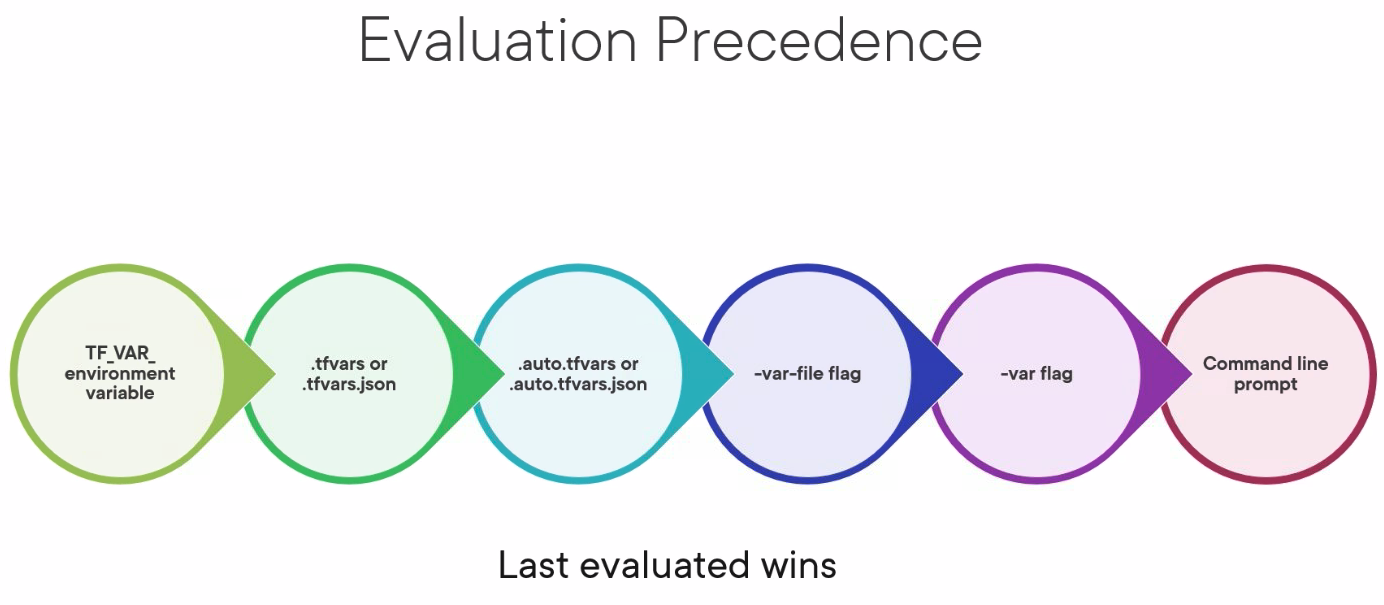 Evaluation Precedence
TF_VAR_
environment
variable
.tfvars or
.tfvars.json
.auto.tfvars or
.auto.tfvars.json
-var-file flag
-var flag
Command line
prompt
Last evaluated wins